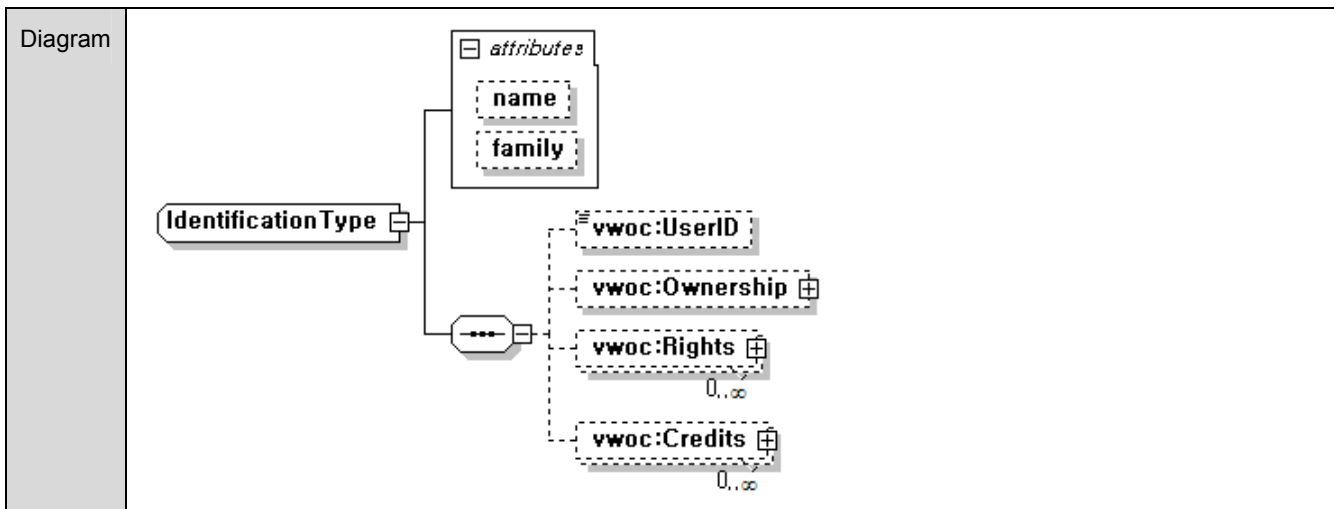 Diagram
attributes
name
family
IdentificationType
vwoc:UserID
vwoc:Ownership
vwoc:Rights
0..∞
vwoc:Credits
0..∞